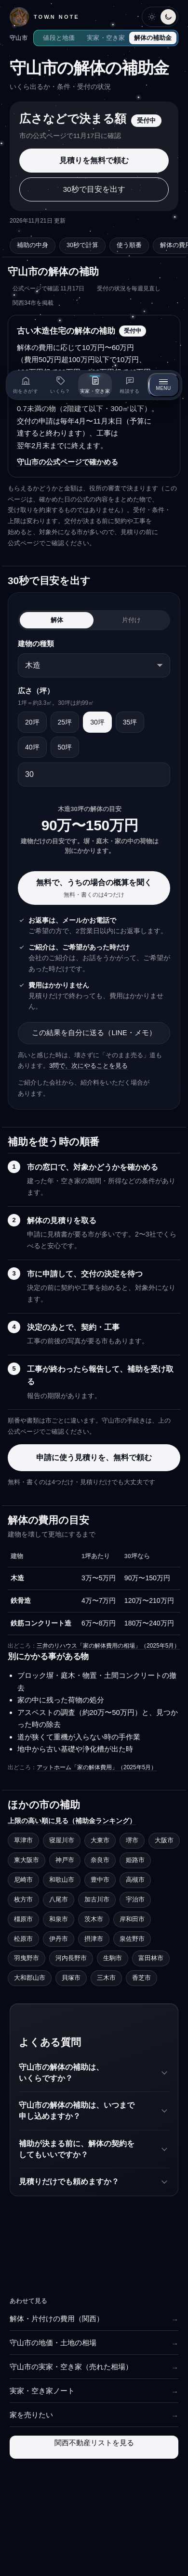 TOWN NOTE
守山市
値段と地価 実家・空き家 解体の補助金
守山市の解体の補助金
いくら出るか・条件・受付の状況
広さなどで決まる額 受付中
市の公式ページで11月17日に確認
見積りを無料で頼む
30秒で目安を出す
2026年11月21日 更新
補助の中身 30秒で計算 使う順番 解体の費用
守山市の解体の補助
公式ページで確認 11月17日 受付の状況を毎週見直し
関西34市を掲載
古い木造住宅の解体の補助 受付中
解体の費用に応じて10万円〜60万円
（費用50万円超100万円以下で10万円、
街をさがす いくら？ 実家・空き家 相談する MENU
0.7未満の物（2階建て以下・300㎡以下）。
交付の申請は毎年4月〜11月末日（予算に
達すると終わります）、工事は
翌年2月末までに終えます。
守山市の公式ページで確かめる
もらえるかどうかと金額は、役所の審査で決まります（この
ページは、確かめた日の公式の内容をまとめた物で、
受け取りを約束するものではありません）。受付・条件・
上限は変わります。交付が決まる前に契約や工事を
始めると、対象外になる市が多いので、見積りの前に
公式ページでご確認ください。
30秒で目安を出す
解体 片付け
建物の種類
木造
広さ（坪）
1坪＝約3.3㎡。30坪は約99㎡
20坪 25坪 30坪 35坪
40坪 50坪
30
木造30坪の解体の目安
90万〜150万円
建物だけの目安です。塀・庭木・家の中の荷物は
別にかかります。
無料で、うちの場合の概算を聞く
無料・書くのは4つだけ
お返事は、メールかお電話で
ご希望の方で、2営業日以内にお返事します。
ご紹介は、ご希望があった時だけ
会社のご紹介は、お話をうかがって、ご希望が
あった時だけです。
費用はかかりません
見積りだけで終わっても、費用はかかりませ
ん。
この結果を自分に送る（LINE・メモ）
高いと感じた時は、壊さずに「そのまま売る」道も
あります。3問で、次にやることを見る
ご紹介した会社から、紹介料をいただく場合が
あります。
補助を使う時の順番
1 市の窓口で、対象かどうかを確かめる
建った年・空き家の期間・所得などの条件があり
ます。
2 解体の見積りを取る
申請に見積書が要る市が多いです。2〜3社でくら
べると安心です。
3 市に申請して、交付の決定を待つ
決定の前に契約や工事を始めると、対象外になり
ます。
4 決定のあとで、契約・工事
工事の前後の写真が要る市もあります。
5 工事が終わったら報告して、補助を受け取
る
報告の期限があります。
順番や書類は市ごとに違います。守山市の手続きは、上の
公式ページでご確認ください。
申請に使う見積りを、無料で頼む
無料・書くのは4つだけ・見積りだけでも大丈夫です
解体の費用の目安
建物を壊して更地にするまで
建物 1坪あたり 30坪なら
木造 3万〜5万円 90万〜150万円
鉄骨造 4万〜7万円 120万〜210万円
鉄筋コンクリート造 6万〜8万円 180万〜240万円
出どころ：三井のリハウス「家の解体費用の相場」（2025年5月）
別にかかる事がある物
ブロック塀・庭木・物置・土間コンクリートの撤
去
家の中に残った荷物の処分
アスベストの調査（約20万〜50万円）と、見つか
った時の除去
道が狭くて重機が入らない時の手作業
地中から古い基礎や浄化槽が出た時
出どころ：アットホーム「家の解体費用」（2025年5月）
ほかの市の補助
上限の高い順に見る（補助金ランキング）
草津市 寝屋川市 大東市 堺市 大阪市
東大阪市 神戸市 奈良市 姫路市
尼崎市 和歌山市 豊中市 高槻市
枚方市 八尾市 加古川市 宇治市
橿原市 和泉市 茨木市 岸和田市
松原市 伊丹市 摂津市 泉佐野市
羽曳野市 河内長野市 生駒市 富田林市
大和郡山市 貝塚市 三木市 香芝市
よくある質問
守山市の解体の補助は、
いくらですか？
守山市の解体の補助は、いつまで
申し込めますか？
補助が決まる前に、解体の契約を
してもいいですか？
見積りだけでも頼めますか？
あわせて見る
解体・片付けの費用（関西） →
守山市の地価・土地の相場 →
守山市の実家・空き家（売れた相場） →
実家・空き家ノート →
家を売りたい →
関西不動産リストを見る